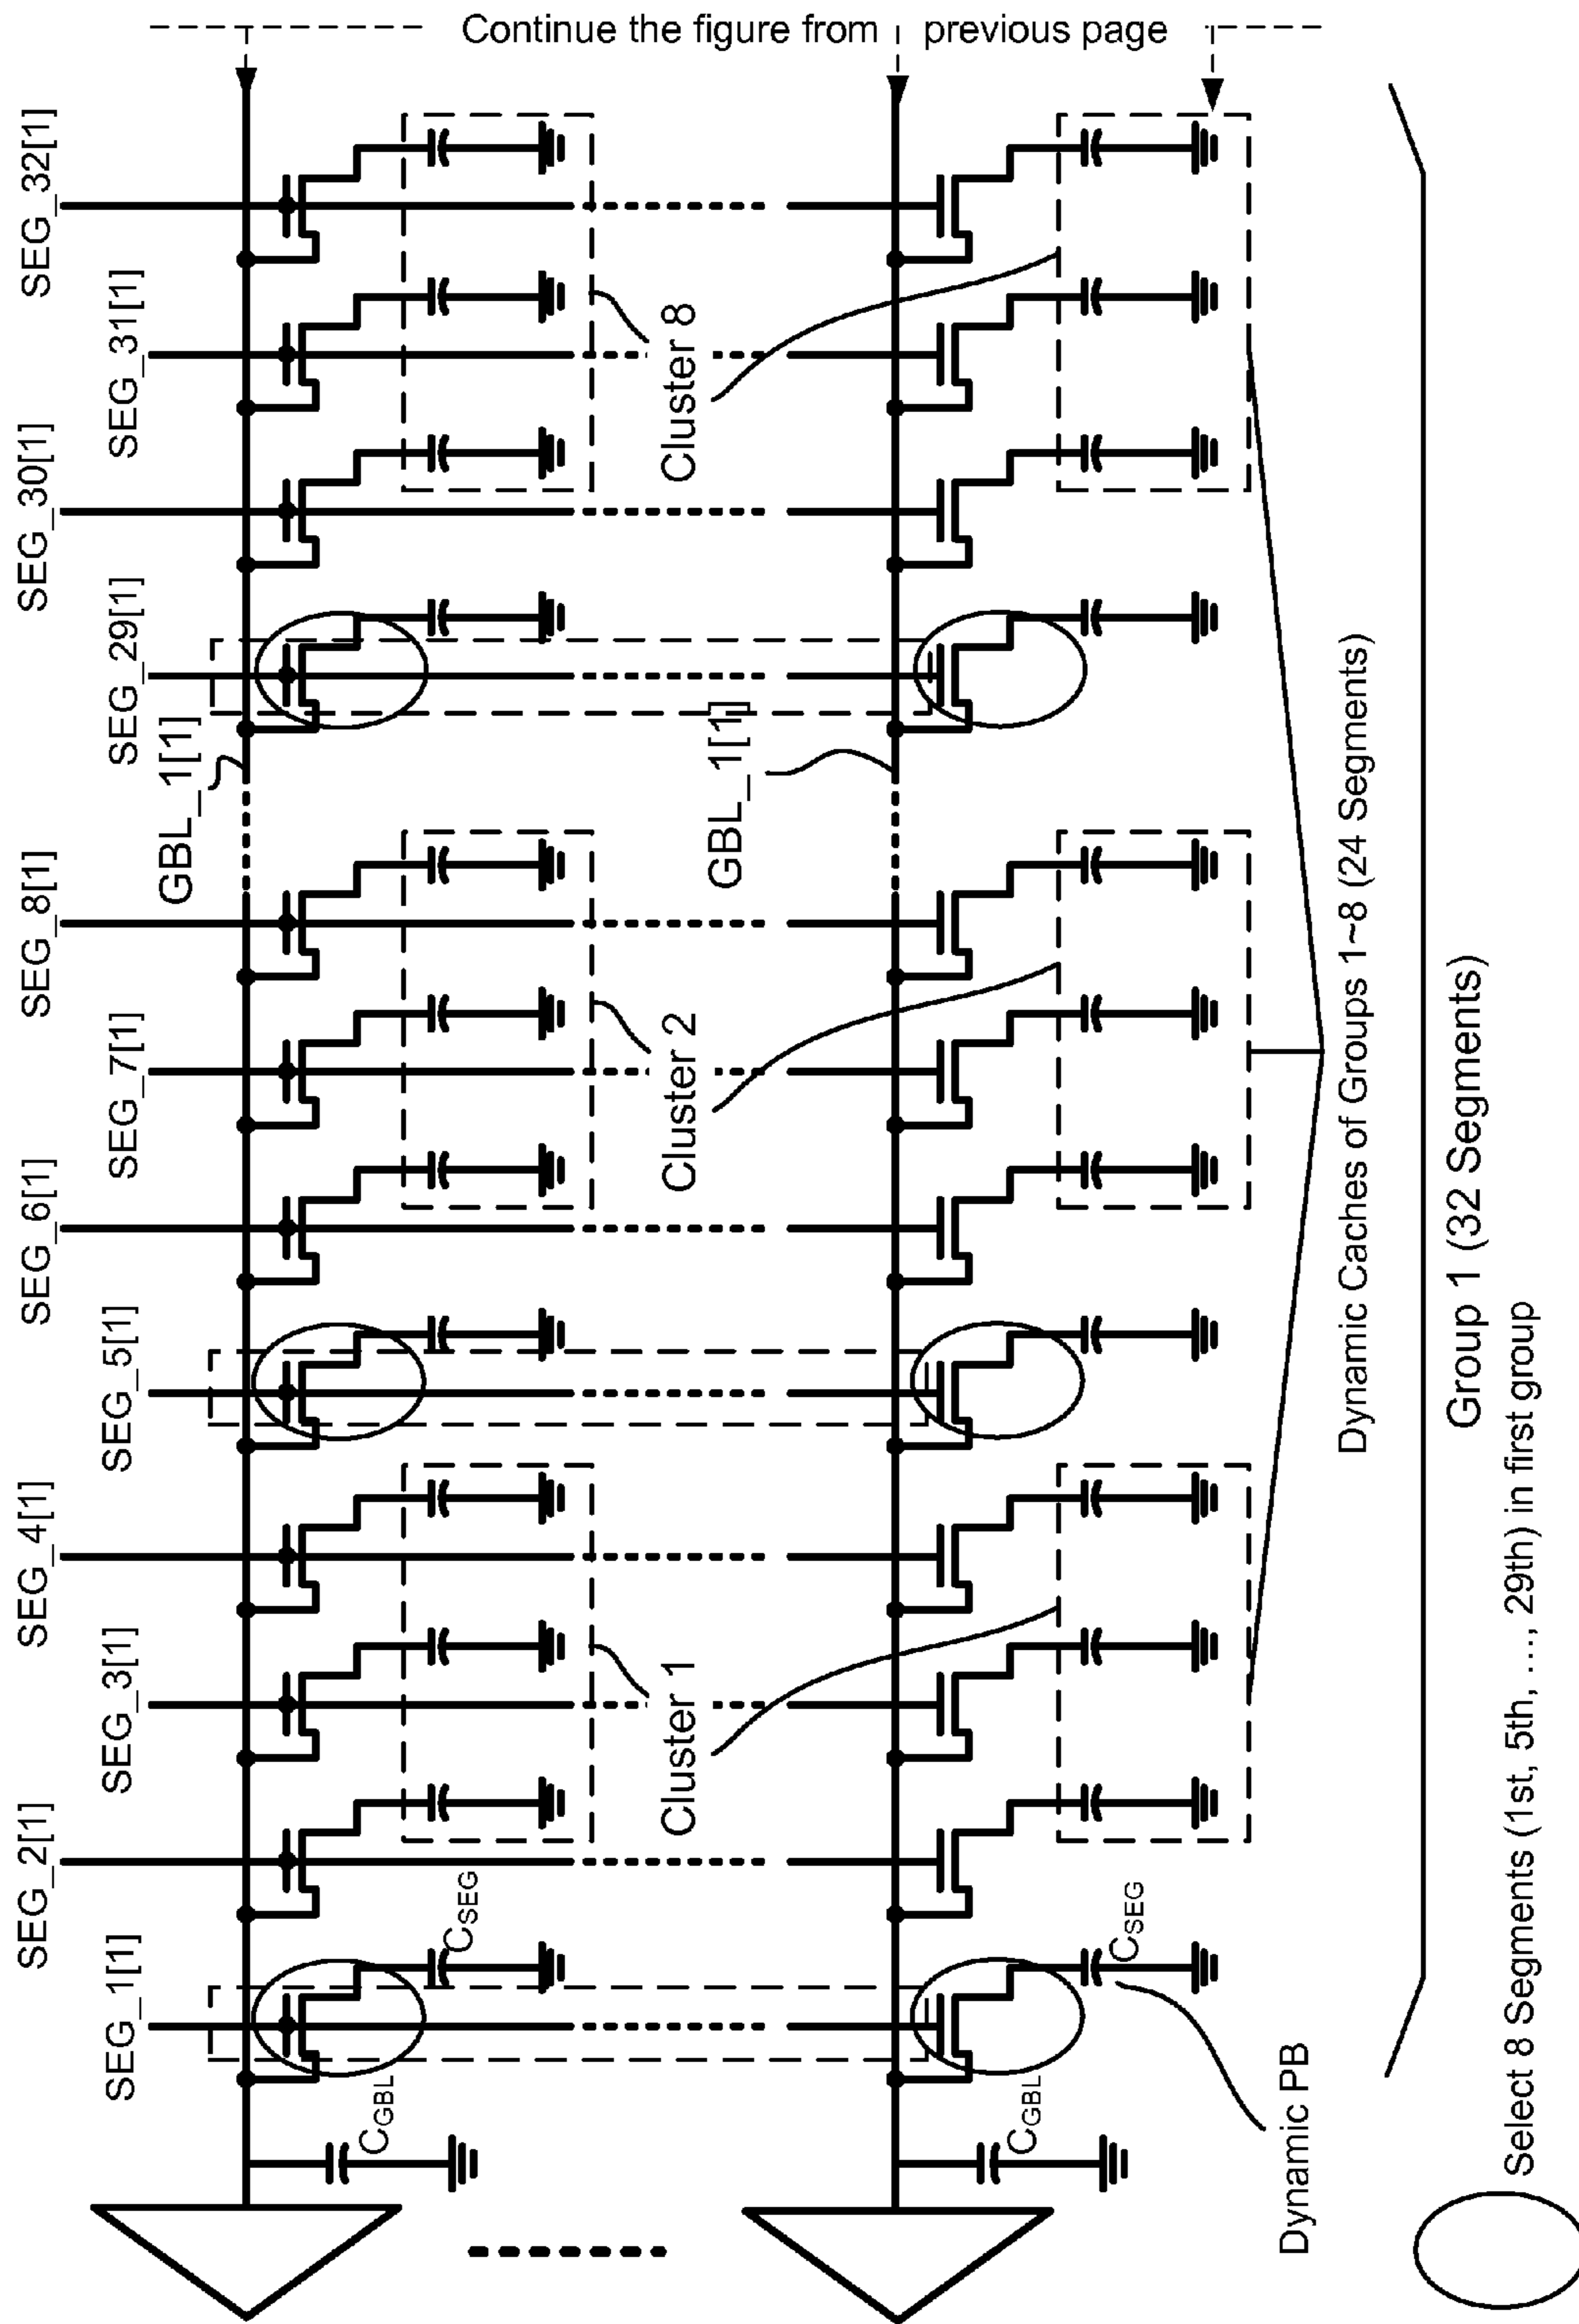 Continue the figure from previous page
SEG_1[1]
SEG_2[1]
SEG_3[1]
SEG_4[1]
SEG_5[1]
SEG_6[1]
SEG_7[1]
SEG_8[1]
SEG_29[1]
SEG_30[1]
SEG_31[1]
SEG_32[1]
GBL_1[1]
CGBL
CSEG
Cluster 1
Cluster 2
Cluster 8
GBL_1[1]
CGBL
CSEG
Dynamic PB
Dynamic Caches of Groups 1~8 (24 Segments)
Group 1 (32 Segments)
Select 8 Segments (1st, 5th, ..., 29th) in first group